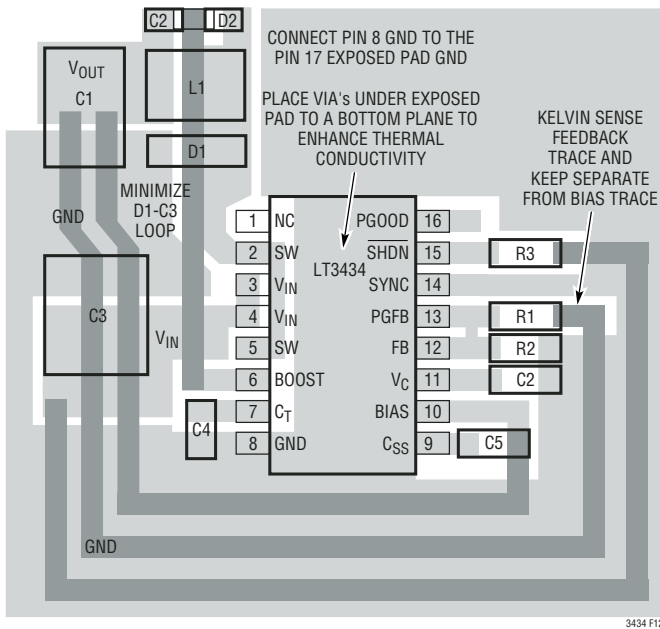 C2 D2
CONNECT PIN 8 GND TO THE
PIN 17 EXPOSED PAD GND
VOUT
C1
L1
PLACE VIA's UNDER EXPOSED
PAD TO A BOTTOM PLANE TO
ENHANCE THERMAL
CONDUCTIVITY
KELVIN SENSE
FEEDBACK
TRACE AND
KEEP SEPARATE
FROM BIAS TRACE
D1
MINIMIZE
D1-C3
LOOP
GND
C3
VIN
LT3434
1 NC PGOOD 16
2 SW SHDN 15 R3
3 VIN SYNC 14
4 VIN PGFB 13 R1
5 SW FB 12 R2
6 BOOST VC 11 C2
7 CT BIAS 10
8 GND CSS 9
C4
C5
GND
3434 F12